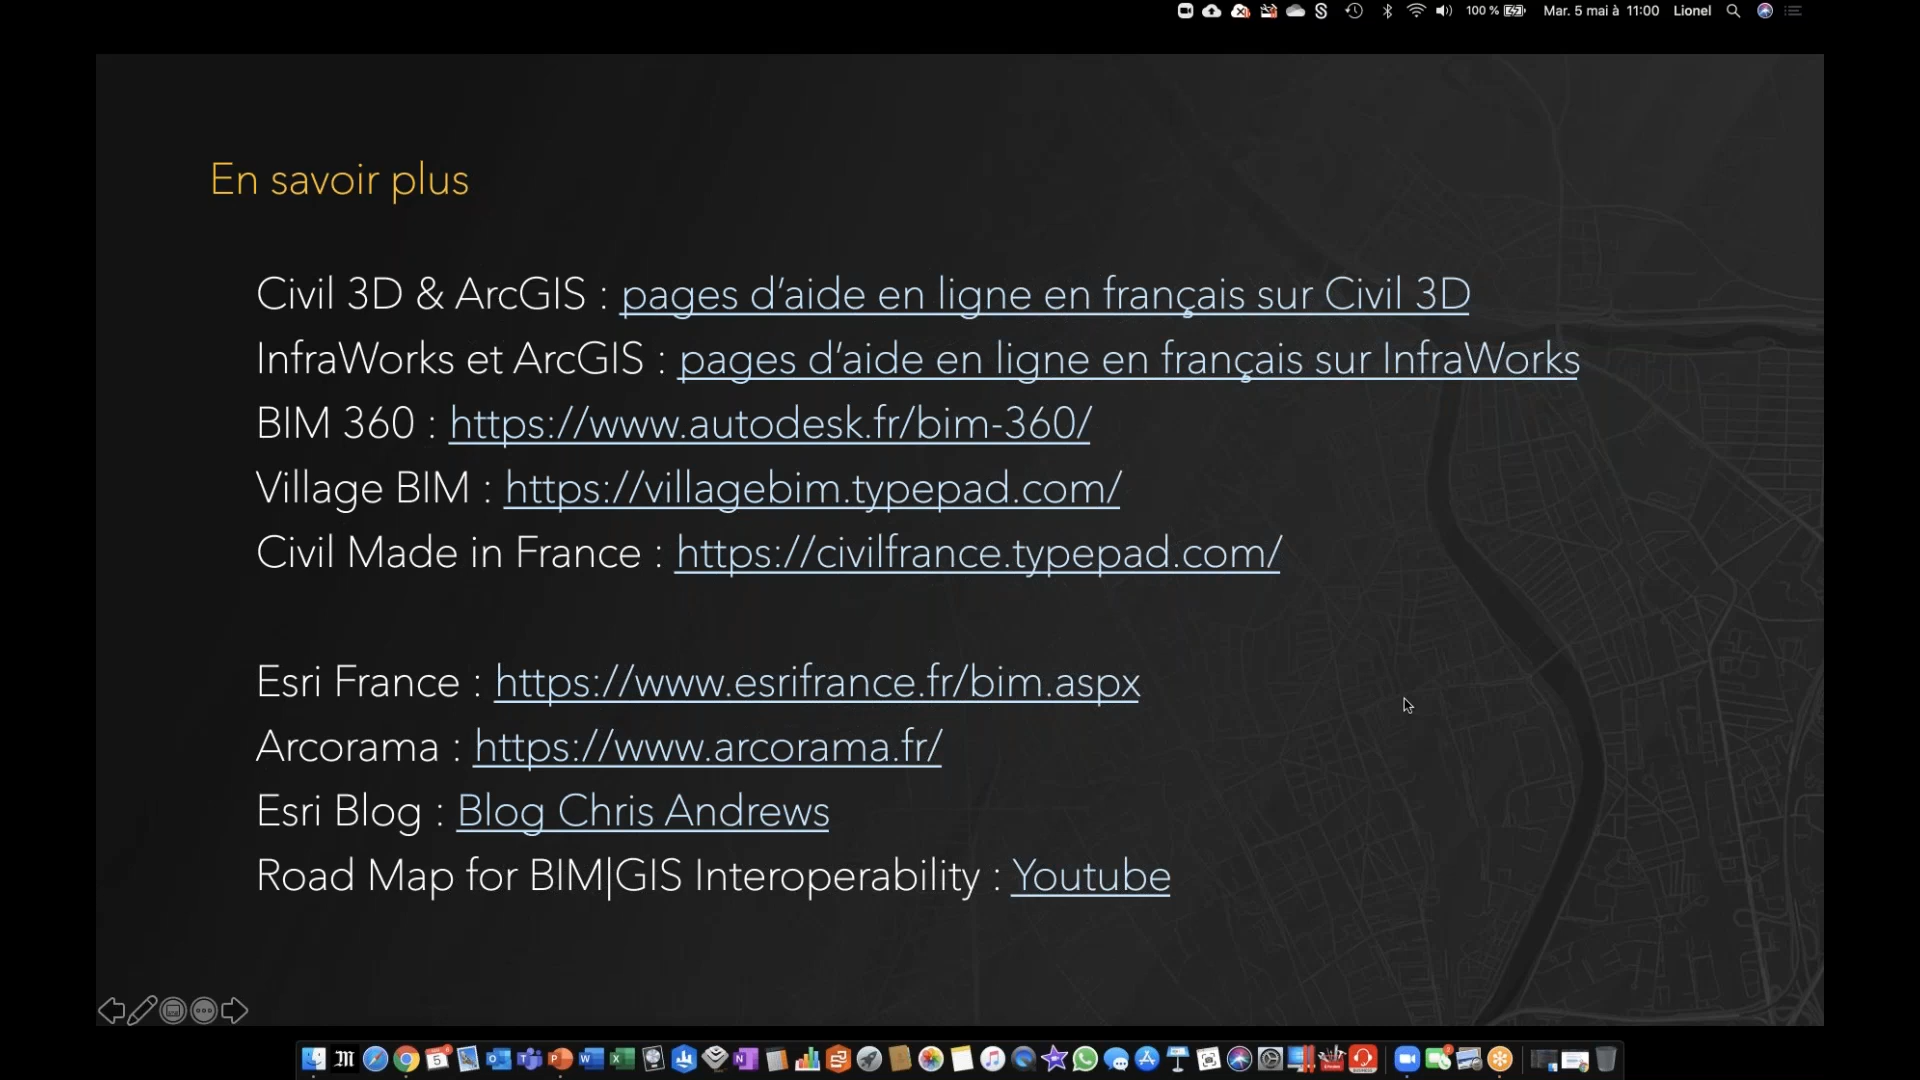 100 % Mar. 5 mai à 11:00 Lionel
En savoir plus
Civil 3D & ArcGIS : pages d’aide en ligne en français sur Civil 3D
InfraWorks et ArcGIS : pages d’aide en ligne en français sur InfraWorks
BIM 360 : https://www.autodesk.fr/bim-360/
Village BIM : https://villagebim.typepad.com/
Civil Made in France : https://civilfrance.typepad.com/
Esri France : https://www.esrifrance.fr/bim.aspx
Arcorama : https://www.arcorama.fr/
Esri Blog : Blog Chris Andrews
Road Map for BIM|GIS Interoperability : Youtube